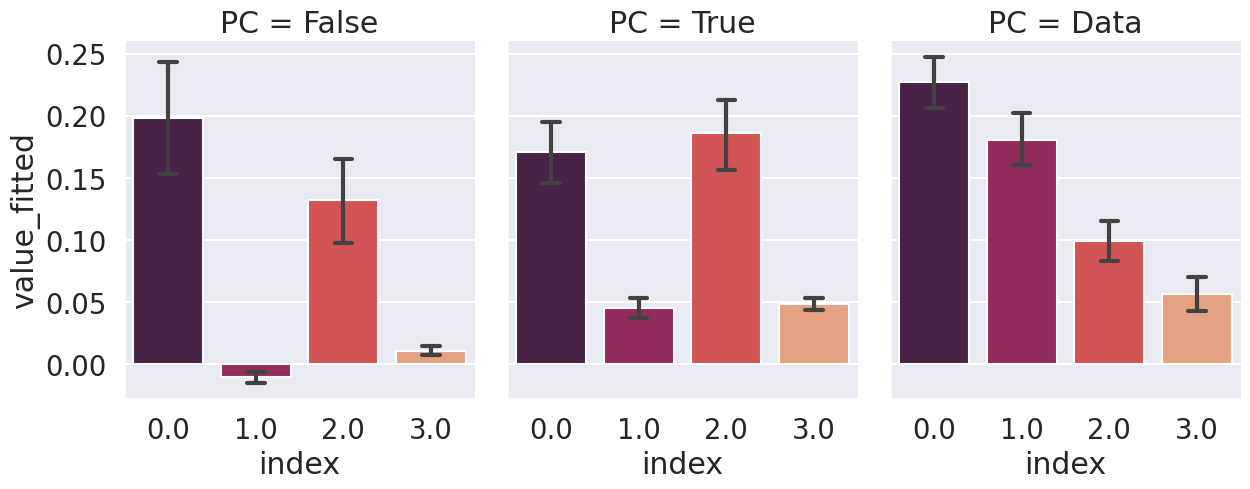 PC = False
PC = True
PC = Data
value_fitted
0.25
0.20
0.15
0.10
0.05
0.00
0.0 1.0 2.0 3.0
0.0 1.0 2.0 3.0
0.0 1.0 2.0 3.0
index
index
index